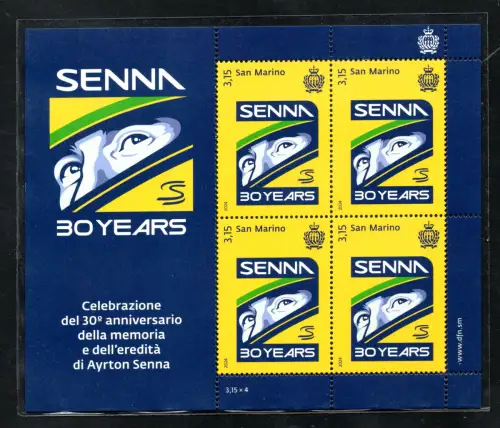 SENNA
S
30 YEARS
Celebrazione
del 30º anniversario
della memoria
e dell'eredità
di Ayrton Senna
3,15 San Marino
SENNA
S
30 YEARS
2024
3,15 San Marino
SENNA
S
30 YEARS
2024
3,15 San Marino
SENNA
S
30 YEARS
2024
3,15 San Marino
SENNA
S
30 YEARS
2024
3,15 × 4
www.dfn.sm